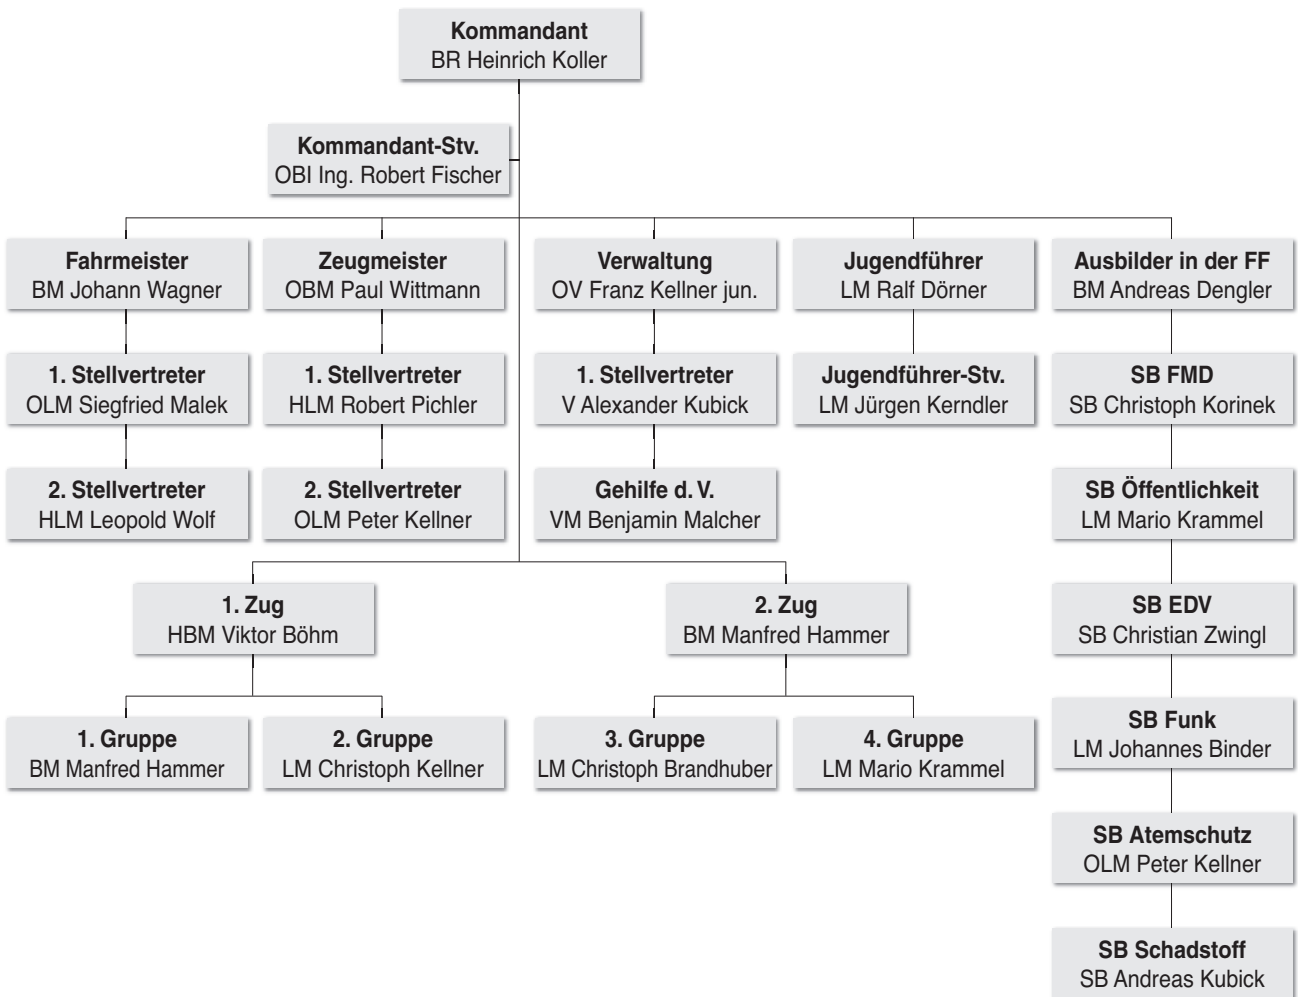 Kommandant
BR Heinrich Koller
Kommandant-Stv.
OBI Ing. Robert Fischer
Fahrmeister
BM Johann Wagner
Zeugmeister
OBM Paul Wittmann
Verwaltung
OV Franz Kellner jun.
Jugendführer
LM Ralf Dörner
Ausbilder in der FF
BM Andreas Dengler
1. Stellvertreter
OLM Siegfried Malek
1. Stellvertreter
HLM Robert Pichler
1. Stellvertreter
V Alexander Kubick
Jugendführer-Stv.
LM Jürgen Kerndler
SB FMD
SB Christoph Korinek
2. Stellvertreter
HLM Leopold Wolf
2. Stellvertreter
OLM Peter Kellner
Gehilfe d. V.
VM Benjamin Malcher
SB Öffentlichkeit
LM Mario Krammel
1. Zug
HBM Viktor Böhm
2. Zug
BM Manfred Hammer
SB EDV
SB Christian Zwingl
1. Gruppe
BM Manfred Hammer
2. Gruppe
LM Christoph Kellner
3. Gruppe
LM Christoph Brandhuber
4. Gruppe
LM Mario Krammel
SB Funk
LM Johannes Binder
SB Atemschutz
OLM Peter Kellner
SB Schadstoff
SB Andreas Kubick